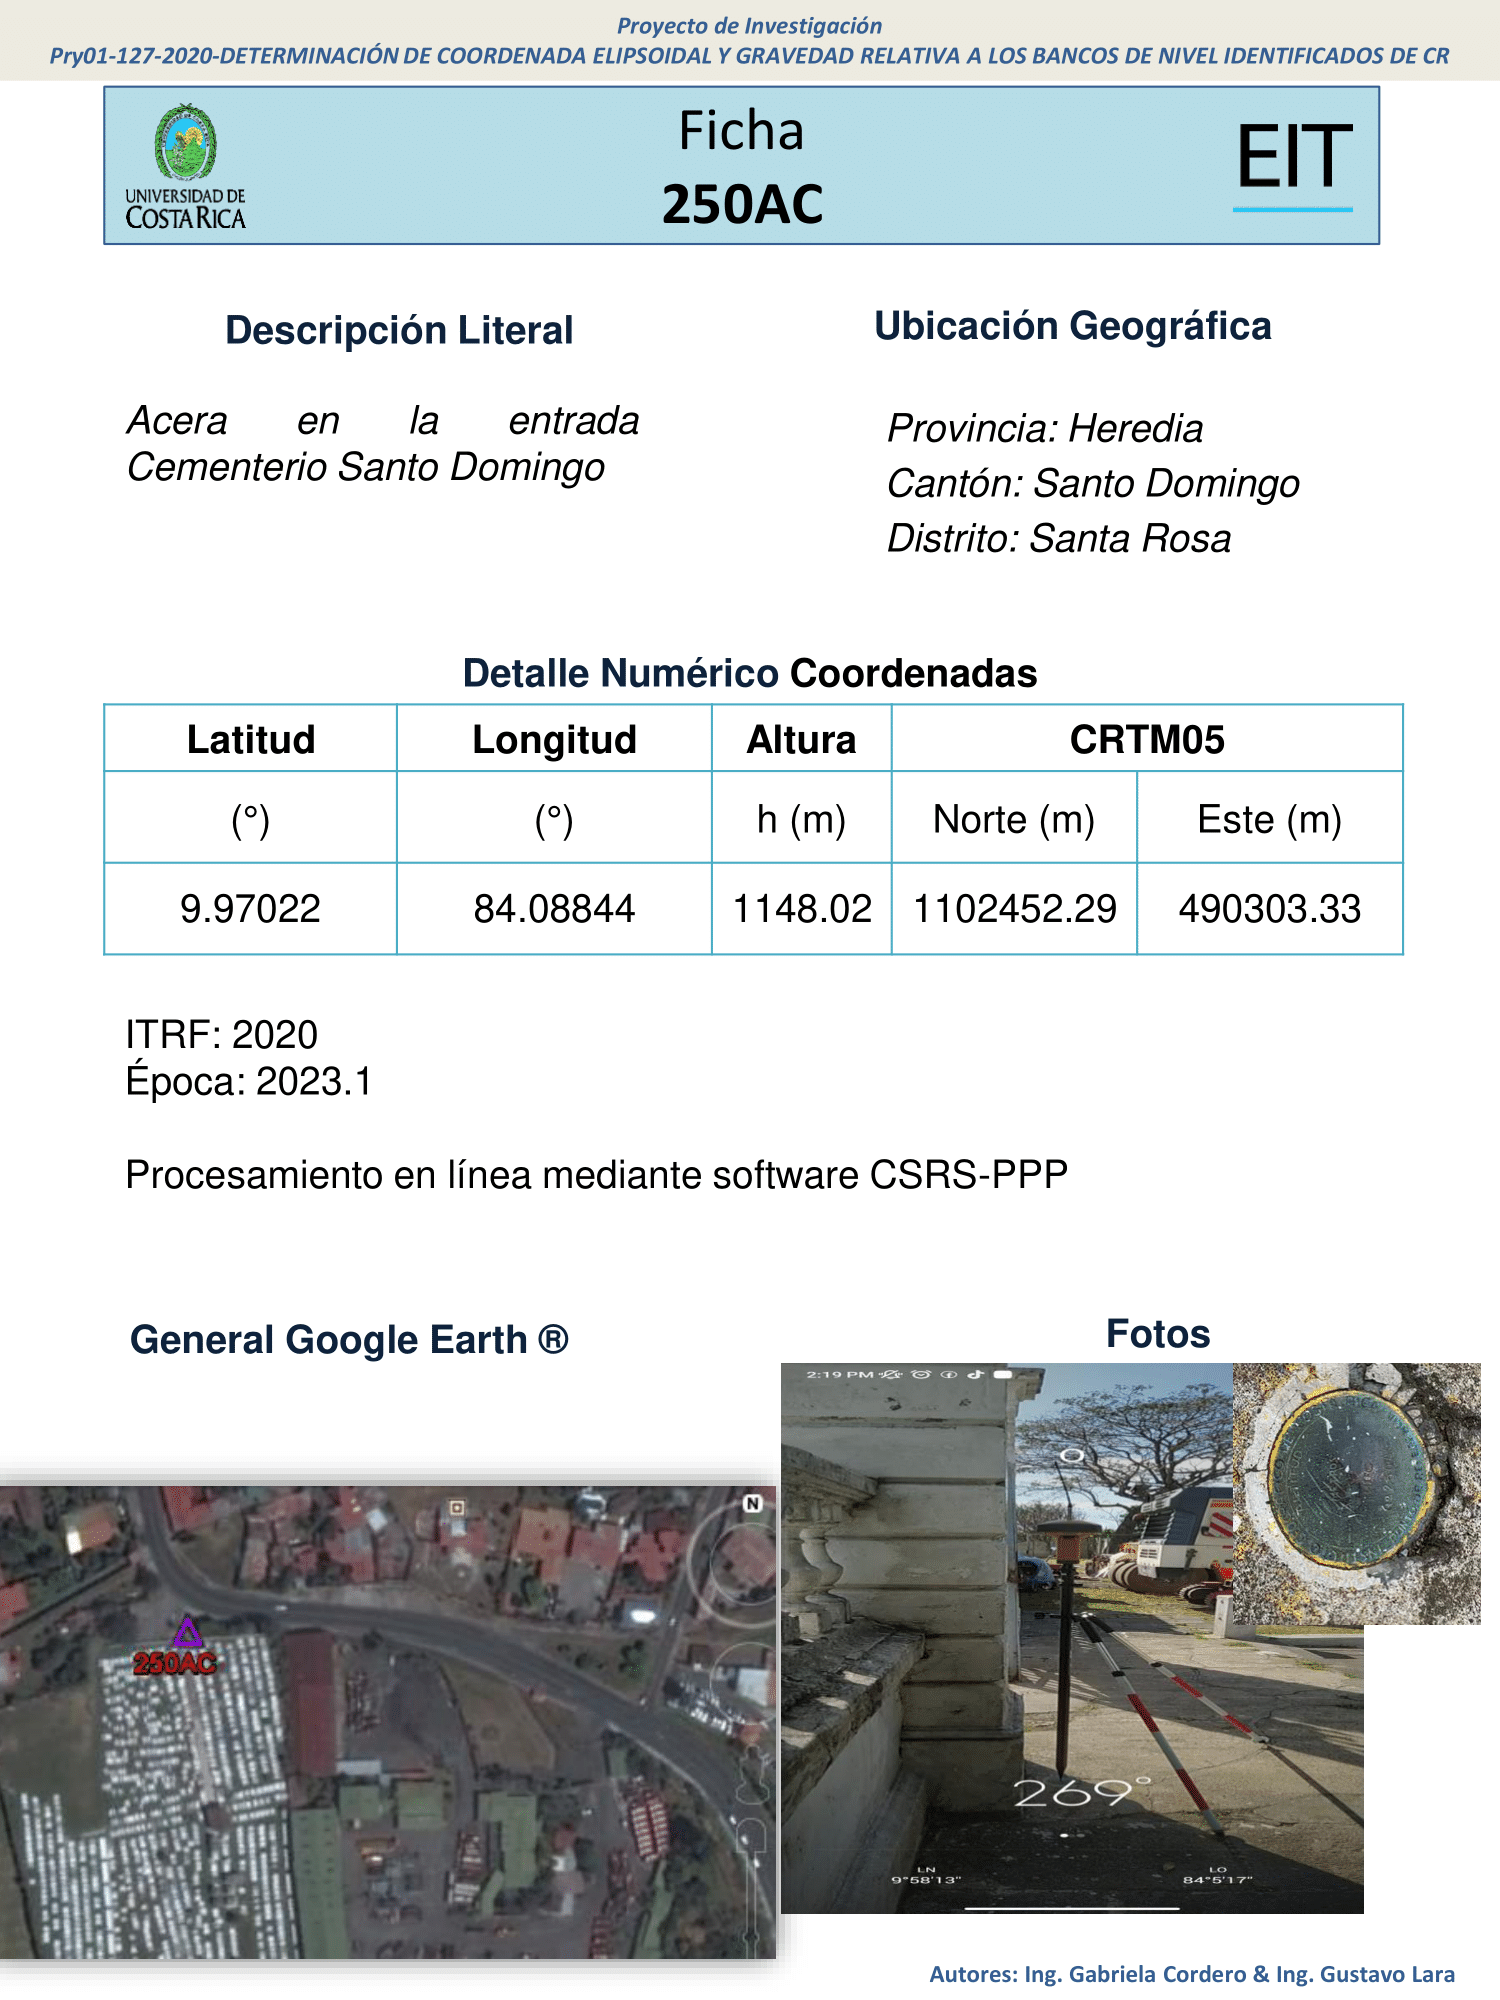 Proyecto de Investigación
Pry01-127-2020-DETERMINACIÓN DE COORDENADA ELIPSOIDAL Y GRAVEDAD RELATIVA A LOS BANCOS DE NIVEL IDENTIFICADOS DE CR
UNIVERSIDAD DE
COSTA RICA
Ficha
250AC
EIT
Descripción Literal
Acera en la entrada
Cementerio Santo Domingo
Ubicación Geográfica
Provincia: Heredia
Cantón: Santo Domingo
Distrito: Santa Rosa
Detalle Numérico Coordenadas
Latitud Longitud Altura CRTM05
(°) (°) h (m) Norte (m) Este (m)
9.97022 84.08844 1148.02 1102452.29 490303.33
ITRF: 2020
Época: 2023.1
Procesamiento en línea mediante software CSRS-PPP
General Google Earth ®
N
250AC
Fotos
2:19 PM
269°
LN
9°58'13"
LO
84°5'17"
Autores: Ing. Gabriela Cordero & Ing. Gustavo Lara